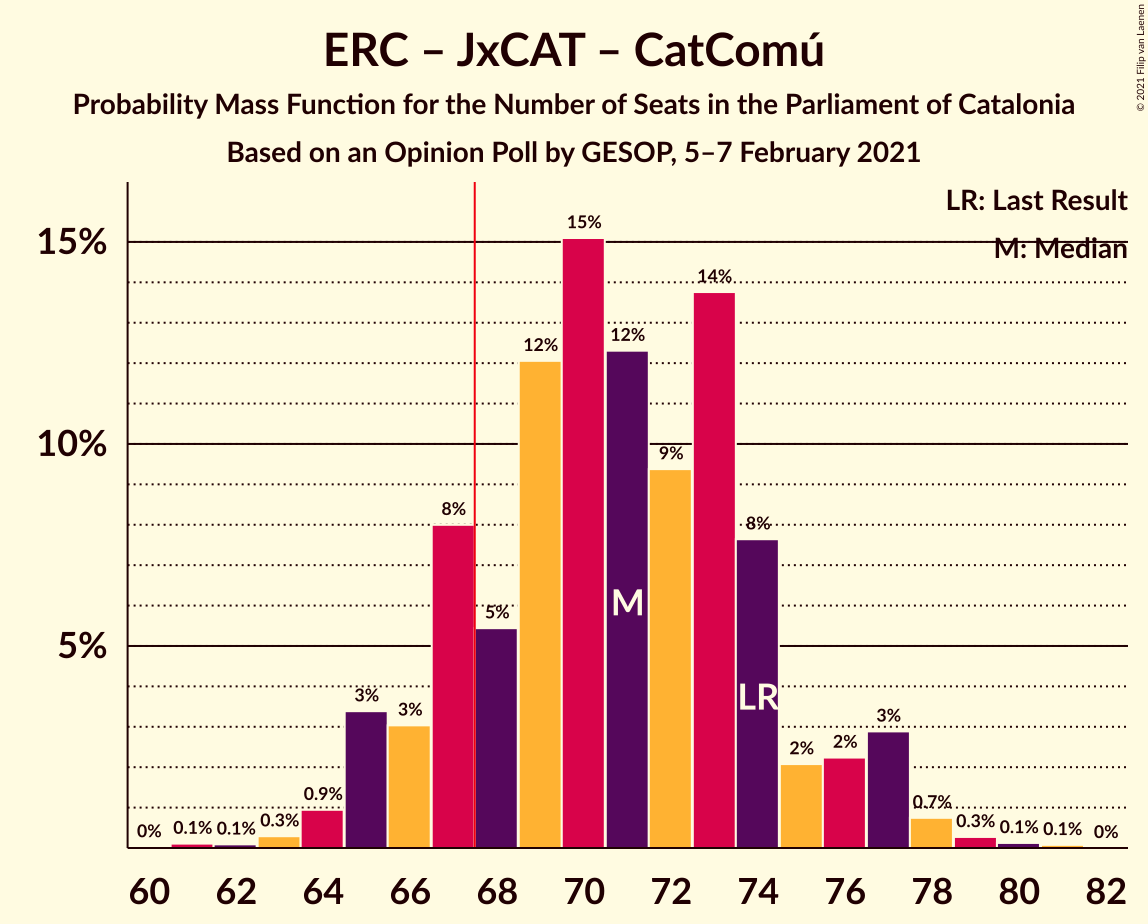 ERC – JxCAT – CatComú
Probability Mass Function for the Number of Seats in the Parliament of Catalonia
Based on an Opinion Poll by GESOP, 5–7 February 2021
© 2021 Filip van Laenen
LR: Last Result
M: Median
15%
10%
5%
0%
0.1%
0.1%
0.3%
0.9%
3%
3%
8%
5%
12%
15%
12%
9%
14%
8%
2%
2%
3%
0.7%
0.3%
0.1%
0.1%
0%
M
LR
60 62 64 66 68 70 72 74 76 78 80 82